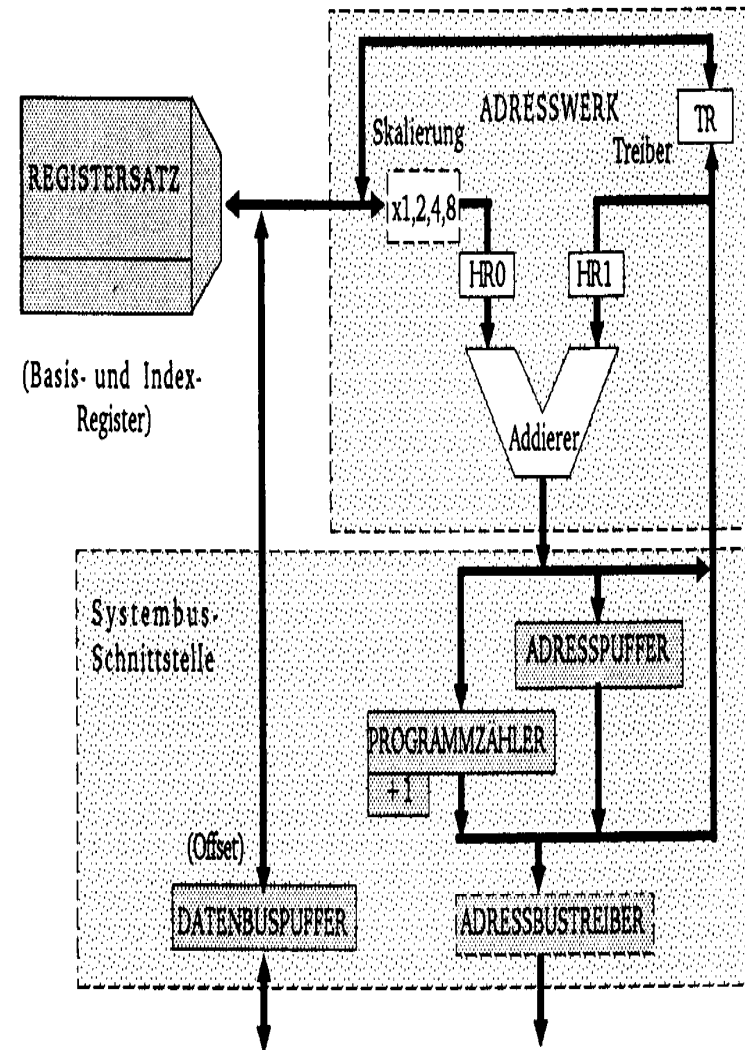 ADRESSWERK
TR
Skalierung
Treiber
REGISTERSATZ
x1,2,4,8
HR0
HR1
(Basis- und Index-
Register)
Addierer
Systembus-
Schnittstelle
ADRESSPUFFER
PROGRAMMZÄHLER
+1
(Offset)
DATENBUSPUFFER
ADRESSBUSTREIBER